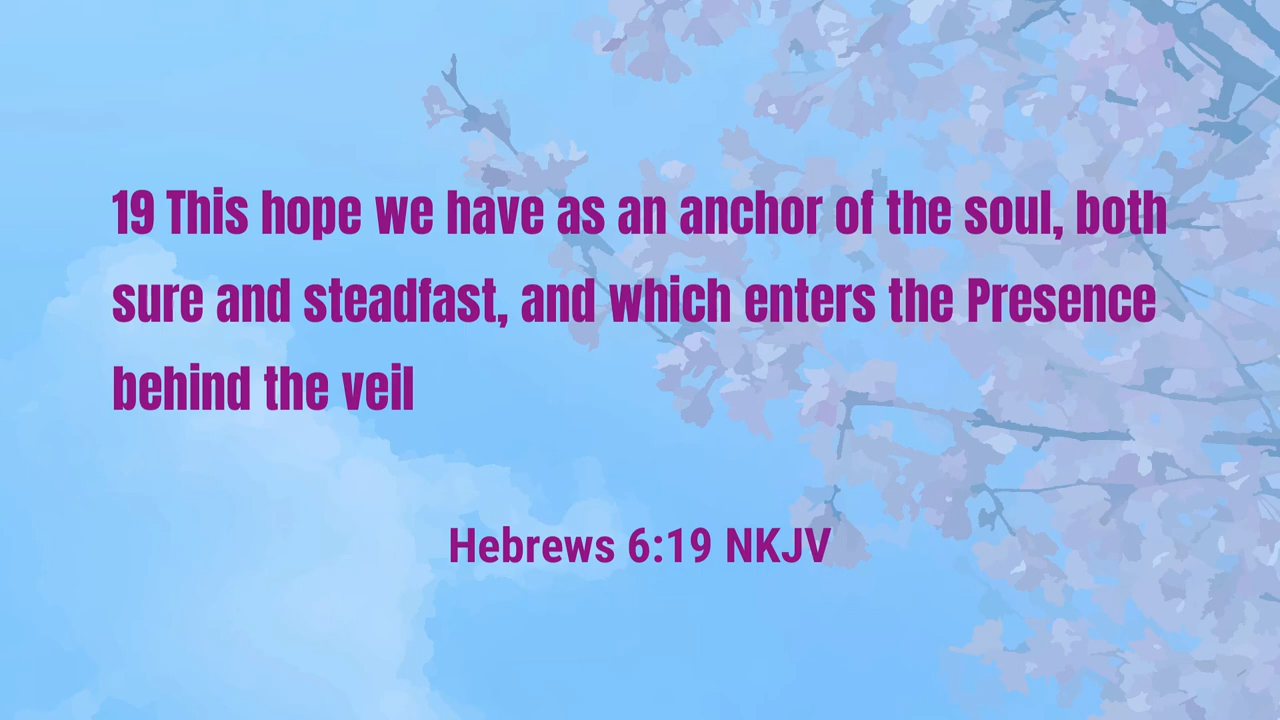 19 This hope we have as an anchor of the soul, both
sure and steadfast, and which enters the Presence
behind the veil
Hebrews 6:19 NKJV